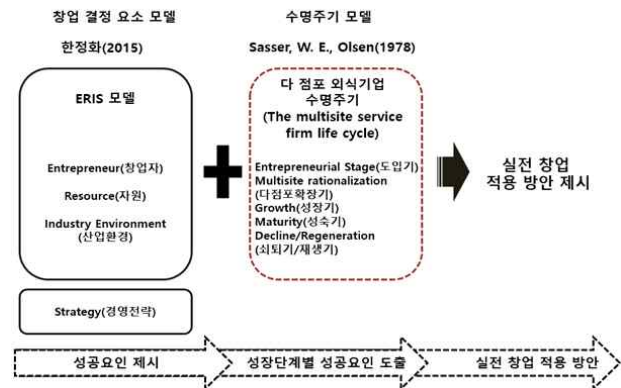 창업 결정 요소 모델
한정화(2015)
ERIS 모델
Entrepreneur(창업자)
Resource(자원)
Industry Environment
(산업환경)
Strategy(경영전략)
수명주기 모델
Sasser, W. E., Olsen(1978)
다 점포 외식기업
수명주기
(The multisite service
firm life cycle)
Entrepreneurial Stage(도입기)
Multisite rationalization
(다점포확장기)
Growth(성장기)
Maturity(성숙기)
Decline/Regeneration
(쇠퇴기/재생기)
실전 창업
적용 방안 제시
성공요인 제시
성장단계별 성공요인 도출
실전 창업 적용 방안